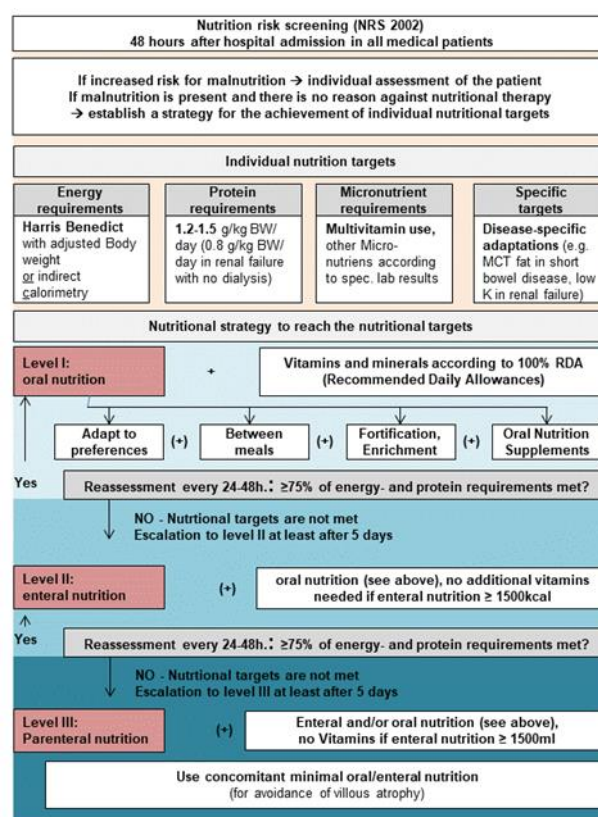 Nutrition risk screening (NRS 2002)
48 hours after hospital admission in all medical patients
If increased risk for malnutrition → individual assessment of the patient
If malnutrition is present and there is no reason against nutritional therapy
→ establish a strategy for the achievement of individual nutritional targets
Individual nutrition targets
Energy
requirements
Harris Benedict
with adjusted Body
weight
or indirect
calorimetry
Protein
requirements
1.2-1.5 g/kg BW/
day (0.8 g/kg BW/
day in renal failure
with no dialysis)
Micronutrient
requirements
Multivitamin use,
other Micro-
nutriens according
to spec. lab results
Specific
targets
Disease-specific
adaptations (e.g.
MCT fat in short
bowel disease, low
K in renal failure)
Nutritional strategy to reach the nutritional targets
Level I:
oral nutrition
+
Vitamins and minerals according to 100% RDA
(Recommended Daily Allowances)
Adapt to
preferences
(+)
Between
meals
(+)
Fortification,
Enrichment
(+)
Oral Nutrition
Supplements
Yes
Reassessment every 24-48h.: ≥75% of energy- and protein requirements met?
NO - Nutrtional targets are not met
Escalation to level II at least after 5 days
Level II:
enteral nutrition
(+)
oral nutrition (see above), no additional vitamins
needed if enteral nutrition ≥ 1500kcal
Yes
Reassessment every 24-48h.: ≥75% of energy- and protein requirements met?
NO - Nutrtional targets are not met
Escalation to level III at least after 5 days
Level III:
Parenteral nutrition
(+)
Enteral and/or oral nutrition (see above),
no Vitamins if enteral nutrition ≥ 1500ml
Use concomitant minimal oral/enteral nutrition
(for avoidance of villous atrophy)